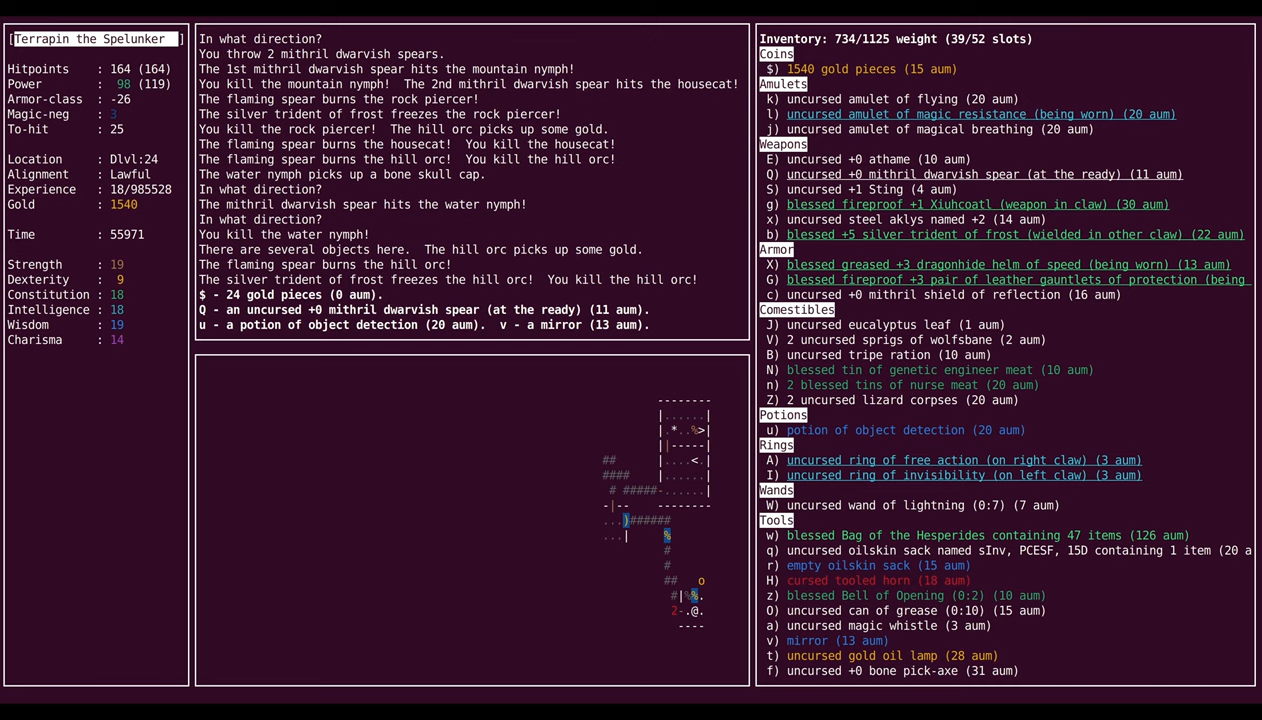 [Terrapin the Spelunker ]
Hitpoints : 164 (164)
Power : 98 (119)
Armor-class : -26
Magic-neg : 3
To-hit : 25
Location : Dlvl:24
Alignment : Lawful
Experience : 18/985528
Gold : 1540
Time : 55971
Strength : 19
Dexterity : 9
Constitution : 18
Intelligence : 18
Wisdom : 19
Charisma : 14
In what direction?
You throw 2 mithril dwarvish spears.
The 1st mithril dwarvish spear hits the mountain nymph!
You kill the mountain nymph!  The 2nd mithril dwarvish spear hits the housecat!
The flaming spear burns the rock piercer!
The silver trident of frost freezes the rock piercer!
You kill the rock piercer!  The hill orc picks up some gold.
The flaming spear burns the housecat!  You kill the housecat!
The flaming spear burns the hill orc!  You kill the hill orc!
The water nymph picks up a bone skull cap.
In what direction?
The mithril dwarvish spear hits the water nymph!
In what direction?
You kill the water nymph!
There are several objects here.  The hill orc picks up some gold.
The flaming spear burns the hill orc!
The silver trident of frost freezes the hill orc!  You kill the hill orc!
$ - 24 gold pieces (0 aum).
Q - an uncursed +0 mithril dwarvish spear (at the ready) (11 aum).
u - a potion of object detection (20 aum).  v - a mirror (13 aum).
--------
|......|
|.*..%>|
||-----|
## |....<.|
#### |......|
# #####-......|
-|-- --------
...)######
...| %
#
#
## o
#|%%.
2-.@.
----
Inventory: 734/1125 weight (39/52 slots)
Coins
$) 1540 gold pieces (15 aum)
Amulets
k) uncursed amulet of flying (20 aum)
l) uncursed amulet of magic resistance (being worn) (20 aum)
j) uncursed amulet of magical breathing (20 aum)
Weapons
E) uncursed +0 athame (10 aum)
Q) uncursed +0 mithril dwarvish spear (at the ready) (11 aum)
S) uncursed +1 Sting (4 aum)
g) blessed fireproof +1 Xiuhcoatl (weapon in claw) (30 aum)
x) uncursed steel aklys named +2 (14 aum)
b) blessed +5 silver trident of frost (wielded in other claw) (22 aum)
Armor
X) blessed greased +3 dragonhide helm of speed (being worn) (13 aum)
G) blessed fireproof +3 pair of leather gauntlets of protection (being
c) uncursed +0 mithril shield of reflection (16 aum)
Comestibles
J) uncursed eucalyptus leaf (1 aum)
V) 2 uncursed sprigs of wolfsbane (2 aum)
B) uncursed tripe ration (10 aum)
N) blessed tin of genetic engineer meat (10 aum)
n) 2 blessed tins of nurse meat (20 aum)
Z) 2 uncursed lizard corpses (20 aum)
Potions
u) potion of object detection (20 aum)
Rings
A) uncursed ring of free action (on right claw) (3 aum)
I) uncursed ring of invisibility (on left claw) (3 aum)
Wands
W) uncursed wand of lightning (0:7) (7 aum)
Tools
w) blessed Bag of the Hesperides containing 47 items (126 aum)
q) uncursed oilskin sack named sInv, PCESF, 15D containing 1 item (20 a
r) empty oilskin sack (15 aum)
H) cursed tooled horn (18 aum)
z) blessed Bell of Opening (0:2) (10 aum)
O) uncursed can of grease (0:10) (15 aum)
a) uncursed magic whistle (3 aum)
v) mirror (13 aum)
t) uncursed gold oil lamp (28 aum)
f) uncursed +0 bone pick-axe (31 aum)